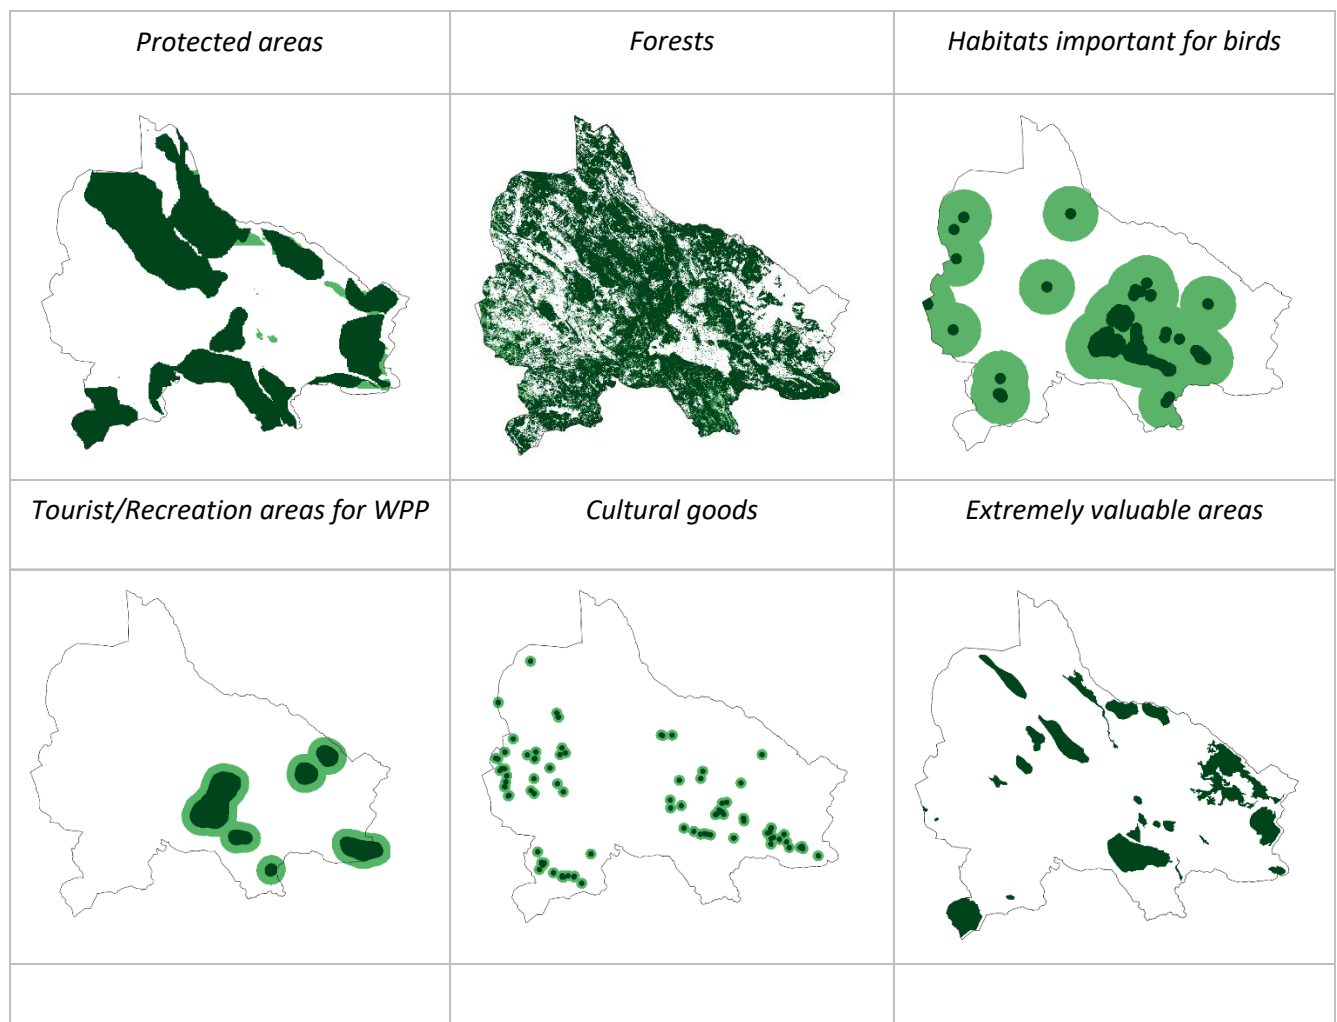 Protected areas
Forests
Habitats important for birds
Tourist/Recreation areas for WPP
Cultural goods
Extremely valuable areas